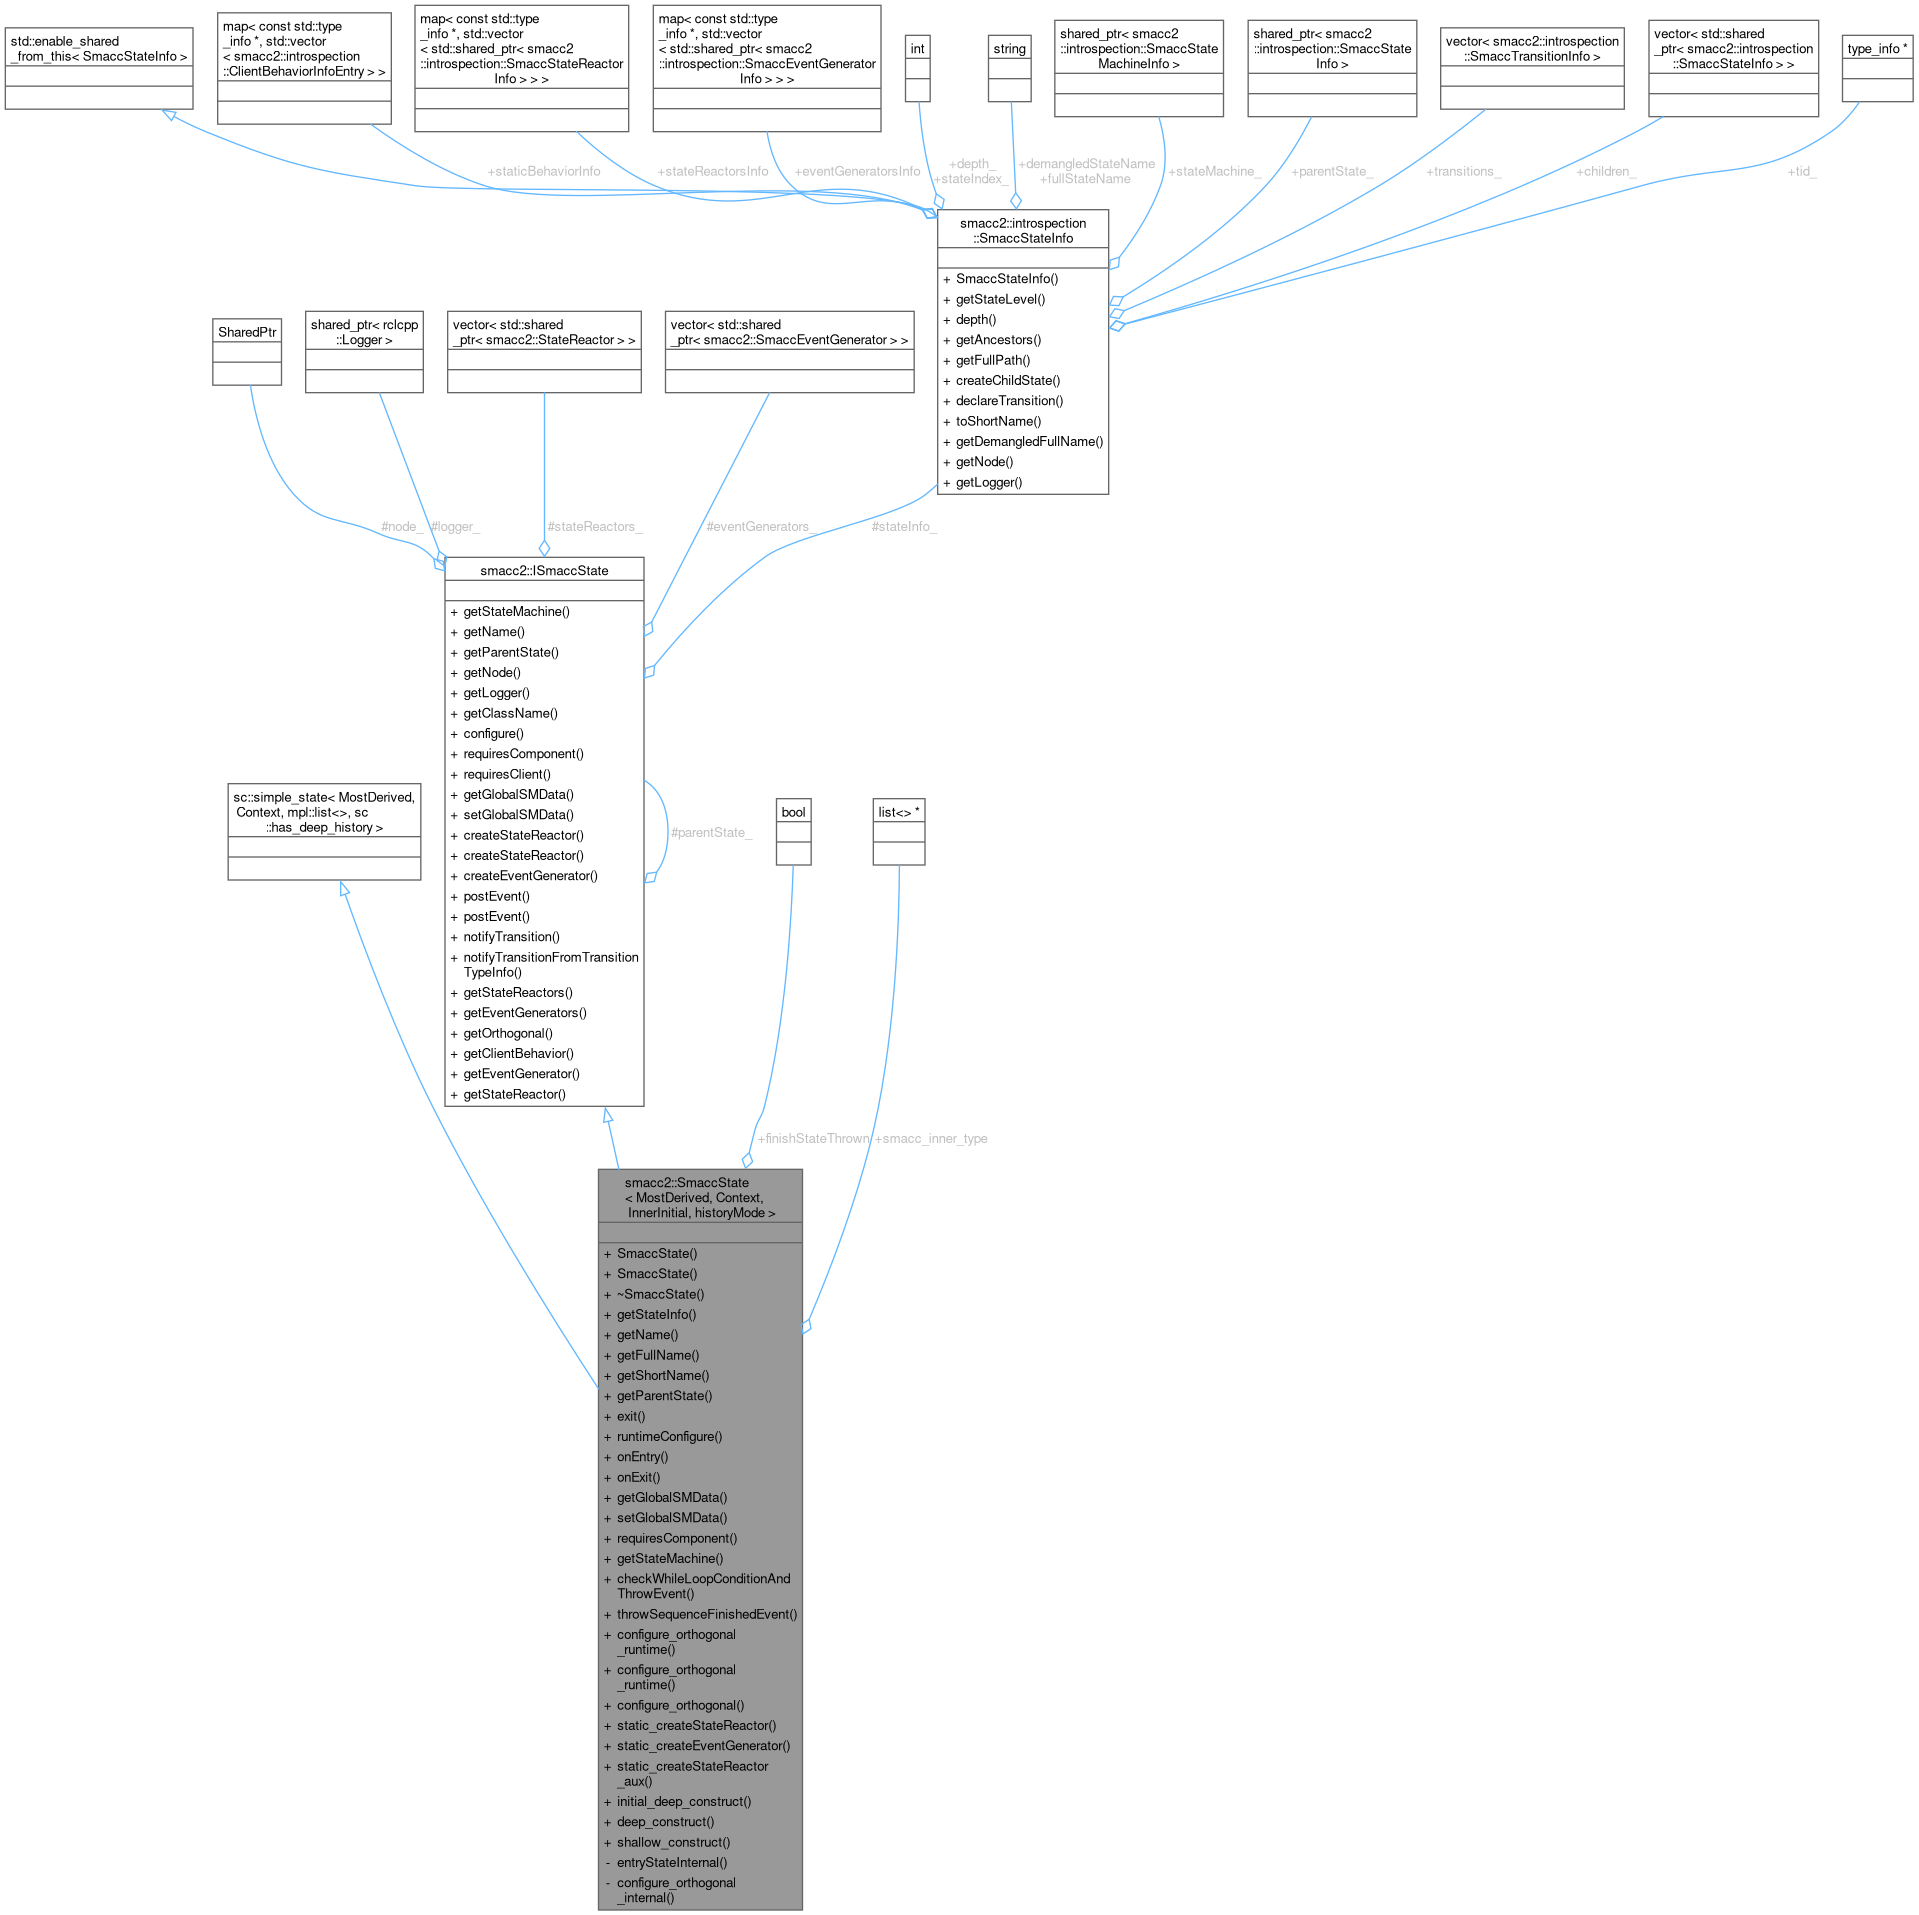 std::enable_shared
_from_this< SmaccStateInfo >
map< const std::type
_info *, std::vector
< smacc2::introspection
::ClientBehaviorInfoEntry > >
map< const std::type
_info *, std::vector
< std::shared_ptr< smacc2
::introspection::SmaccStateReactor
Info > > >
map< const std::type
_info *, std::vector
< std::shared_ptr< smacc2
::introspection::SmaccEventGenerator
Info > > >
int
string
shared_ptr< smacc2
::introspection::SmaccState
MachineInfo >
shared_ptr< smacc2
::introspection::SmaccState
Info >
vector< smacc2::introspection
::SmaccTransitionInfo >
vector< std::shared
_ptr< smacc2::introspection
::SmaccStateInfo > >
type_info *
+staticBehaviorInfo
+stateReactorsInfo
+eventGeneratorsInfo
+depth_
+stateIndex_
+demangledStateName
+fullStateName
+stateMachine_
+parentState_
+transitions_
+children_
+tid_
smacc2::introspection
::SmaccStateInfo
+ SmaccStateInfo()
+ getStateLevel()
+ depth()
+ getAncestors()
+ getFullPath()
+ createChildState()
+ declareTransition()
+ toShortName()
+ getDemangledFullName()
+ getNode()
+ getLogger()
SharedPtr
shared_ptr< rclcpp
::Logger >
vector< std::shared
_ptr< smacc2::StateReactor > >
vector< std::shared
_ptr< smacc2::SmaccEventGenerator > >
#node_
#logger_
#stateReactors_
#eventGenerators_
#stateInfo_
smacc2::ISmaccState
+ getStateMachine()
+ getName()
+ getParentState()
+ getNode()
+ getLogger()
+ getClassName()
+ configure()
+ requiresComponent()
+ requiresClient()
+ getGlobalSMData()
+ setGlobalSMData()
+ createStateReactor()
+ createStateReactor()
+ createEventGenerator()
+ postEvent()
+ postEvent()
+ notifyTransition()
+ notifyTransitionFromTransition
TypeInfo()
+ getStateReactors()
+ getEventGenerators()
+ getOrthogonal()
+ getClientBehavior()
+ getEventGenerator()
+ getStateReactor()
#parentState_
sc::simple_state< MostDerived,
Context, mpl::list<>, sc
::has_deep_history >
bool
list<> *
+finishStateThrown
+smacc_inner_type
smacc2::SmaccState
< MostDerived, Context,
InnerInitial, historyMode >
+ SmaccState()
+ SmaccState()
+ ~SmaccState()
+ getStateInfo()
+ getName()
+ getFullName()
+ getShortName()
+ getParentState()
+ exit()
+ runtimeConfigure()
+ onEntry()
+ onExit()
+ getGlobalSMData()
+ setGlobalSMData()
+ requiresComponent()
+ getStateMachine()
+ checkWhileLoopConditionAnd
ThrowEvent()
+ throwSequenceFinishedEvent()
+ configure_orthogonal
_runtime()
+ configure_orthogonal
_runtime()
+ configure_orthogonal()
+ static_createStateReactor()
+ static_createEventGenerator()
+ static_createStateReactor
_aux()
+ initial_deep_construct()
+ deep_construct()
+ shallow_construct()
- entryStateInternal()
- configure_orthogonal
_internal()